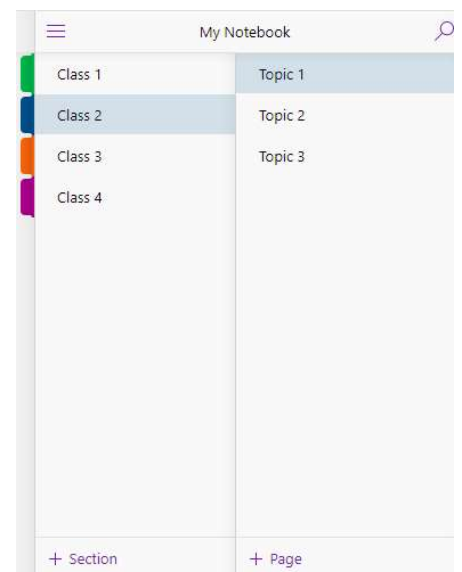 My Notebook
Class 1
Class 2
Class 3
Class 4
Topic 1
Topic 2
Topic 3
+ Section
+ Page